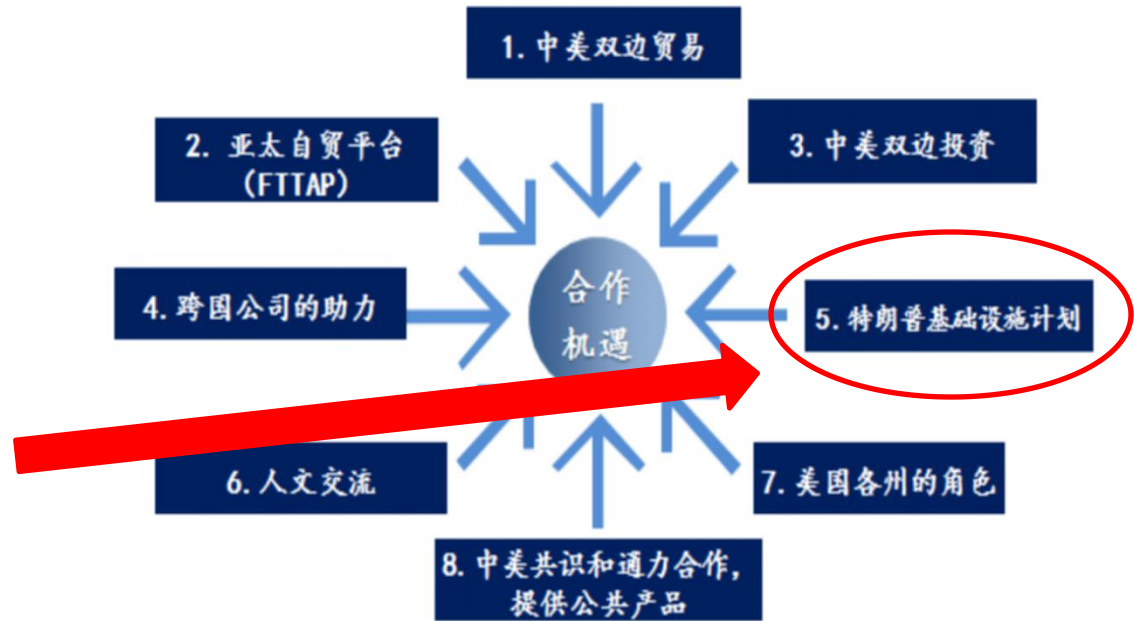 1. 中美双边贸易
2. 亚太自贸平台
(FTTAP)
3. 中美双边投资
4. 跨国公司的助力
合作
机遇
5. 特朗普基础设施计划
6. 人文交流
7. 美国各州的角色
8. 中美共识和通力合作，
提供公共产品